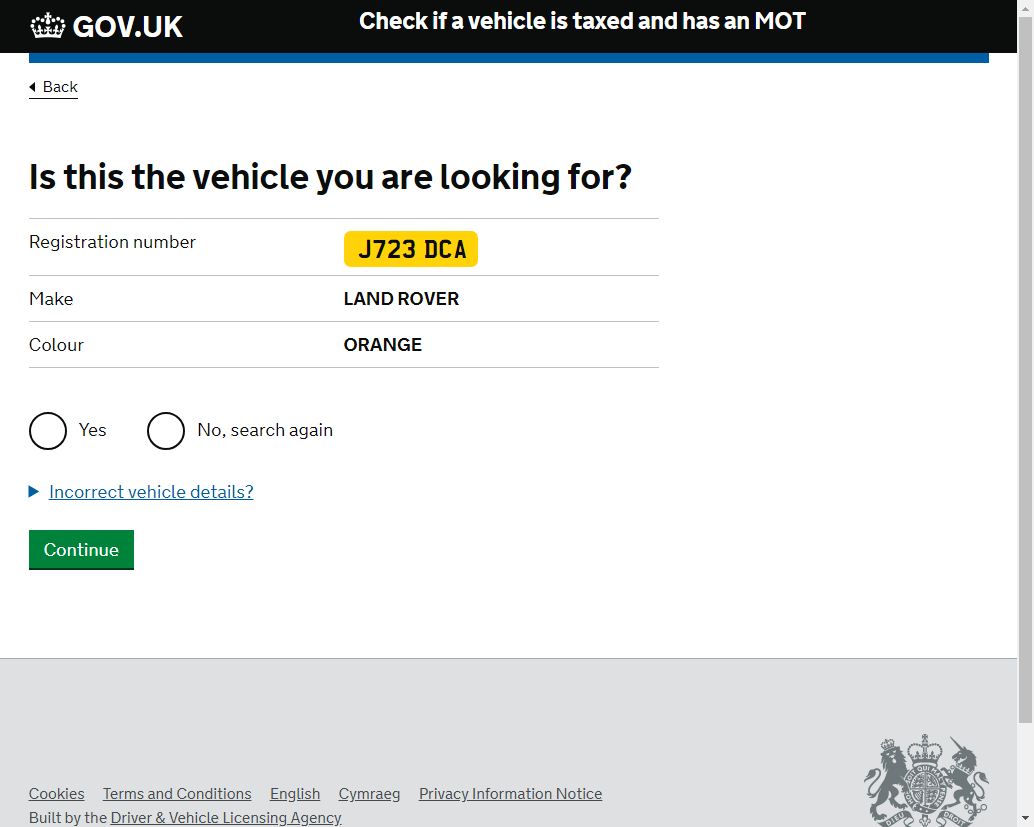 GOV.UK Check if a vehicle is taxed and has an MOT
Back
Is this the vehicle you are looking for?
Registration number J723 DCA
Make LAND ROVER
Colour ORANGE
Yes No, search again
Incorrect vehicle details?
Continue
Cookies Terms and Conditions English Cymraeg Privacy Information Notice
Built by the Driver & Vehicle Licensing Agency
DIEU DROIT